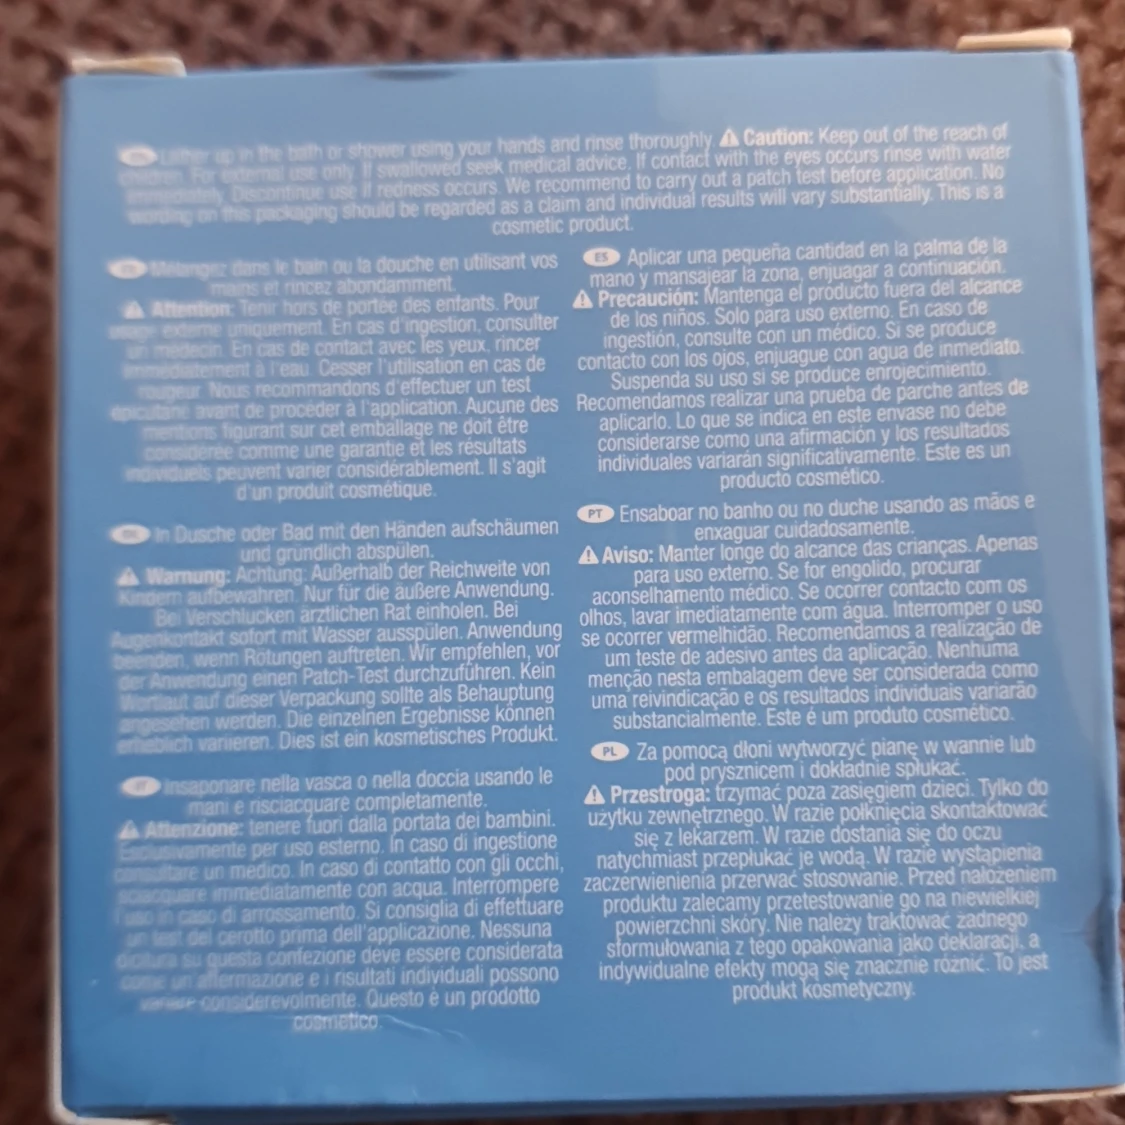 Lather up in the bath or shower using your hands and rinse thoroughly ⚠ Caution: Keep out of the reach of
children. For external use only. If swallowed seek medical advice. If contact with the eyes occurs rinse with water
immediately. Discontinue use if redness occurs. We recommend to carry out a patch test before application. No
wording on this packaging should be regarded as a claim and individual results will vary substantially. This is a
cosmetic product.
FR Mélangez dans le bain ou la douche en utilisant vos
mains et rincez abondamment.
⚠ Attention: Tenir hors de portée des enfants. Pour
usage externe uniquement. En cas d'ingestion, consulter
un médecin. En cas de contact avec les yeux, rincer
immédiatement à l'eau. Cesser l'utilisation en cas de
rougeur. Nous recommandons d'effectuer un test
épicutané avant de procéder à l'application. Aucune des
mentions figurant sur cet emballage ne doit être
considérée comme une garantie et les résultats
individuels peuvent varier considérablement. Il s'agit
d'un produit cosmétique.
DE In Dusche oder Bad mit den Händen aufschäumen
und gründlich abspülen.
⚠ Warnung: Achtung: Außerhalb der Reichweite von
Kindern aufbewahren. Nur für die äußere Anwendung.
Bei Verschlucken ärztlichen Rat einholen. Bei
Augenkontakt sofort mit Wasser ausspülen. Anwendung
beenden, wenn Rötungen auftreten. Wir empfehlen, vor
der Anwendung einen Patch-Test durchzuführen. Kein
Wortlaut auf dieser Verpackung sollte als Behauptung
angesehen werden. Die einzelnen Ergebnisse können
erheblich variieren. Dies ist ein kosmetisches Produkt.
IT Insaponare nella vasca o nella doccia usando le
mani e risciacquare completamente.
⚠ Attenzione: tenere fuori dalla portata dei bambini.
Esclusivamente per uso esterno. In caso di ingestione
consultare un medico. In caso di contatto con gli occhi,
sciacquare immediatamente con acqua. Interrompere
l'uso in caso di arrossamento. Si consiglia di effettuare
un test del cerotto prima dell'applicazione. Nessuna
dicitura su questa confezione deve essere considerata
come un'affermazione e i risultati individuali possono
variare considerevolmente. Questo è un prodotto
cosmetico.
ES Aplicar una pequeña cantidad en la palma de la
mano y mansajear la zona, enjuagar a continuación.
⚠ Precaución: Mantenga el producto fuera del alcance
de los niños. Solo para uso externo. En caso de
ingestión, consulte con un médico. Si se produce
contacto con los ojos, enjuague con agua de inmediato.
Suspenda su uso si se produce enrojecimiento.
Recomendamos realizar una prueba de parche antes de
aplicarlo. Lo que se indica en este envase no debe
considerarse como una afirmación y los resultados
individuales variarán significativamente. Este es un
producto cosmético.
PT Ensaboar no banho ou no duche usando as mãos e
enxaguar cuidadosamente.
⚠ Aviso: Manter longe do alcance das crianças. Apenas
para uso externo. Se for engolido, procurar
aconselhamento médico. Se ocorrer contacto com os
olhos, lavar imediatamente com água. Interromper o uso
se ocorrer vermelhidão. Recomendamos a realização de
um teste de adesivo antes da aplicação. Nenhuma
menção nesta embalagem deve ser considerada como
uma reivindicação e os resultados individuais variarão
substancialmente. Este é um produto cosmético.
PL Za pomocą dłoni wytworzyć pianę w wannie lub
pod prysznicem i dokładnie spłukać.
⚠ Przestroga: trzymać poza zasięgiem dzieci. Tylko do
użytku zewnętrznego. W razie połknięcia skontaktować
się z lekarzem. W razie dostania się do oczu
natychmiast przepłukać je wodą. W razie wystąpienia
zaczerwienienia przerwać stosowanie. Przed nałożeniem
produktu zalecamy przetestowanie go na niewielkiej
powierzchni skóry. Nie należy traktować żadnego
sformułowania z tego opakowania jako deklaracji, a
indywidualne efekty mogą się znacznie różnić. To jest
produkt kosmetyczny.